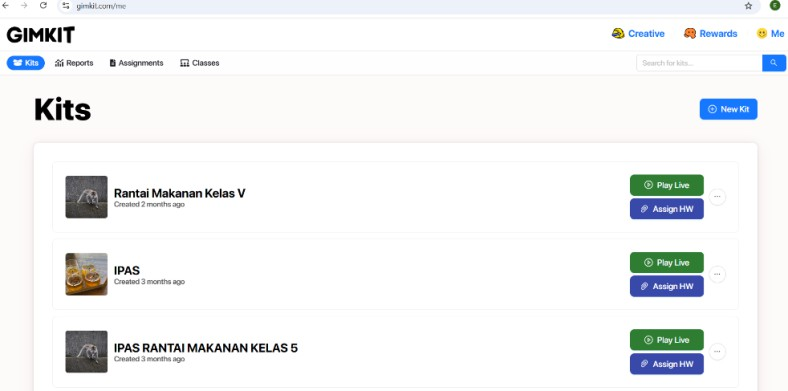 gimkit.com/me
E
GIMKIT
Creative
Rewards
Me
Kits
Reports
Assignments
Classes
Search for kits...
Kits
New Kit
Rantai Makanan Kelas V
Created 2 months ago
Play Live
Assign HW
IPAS
Created 3 months ago
Play Live
Assign HW
IPAS RANTAI MAKANAN KELAS 5
Created 3 months ago
Play Live
Assign HW